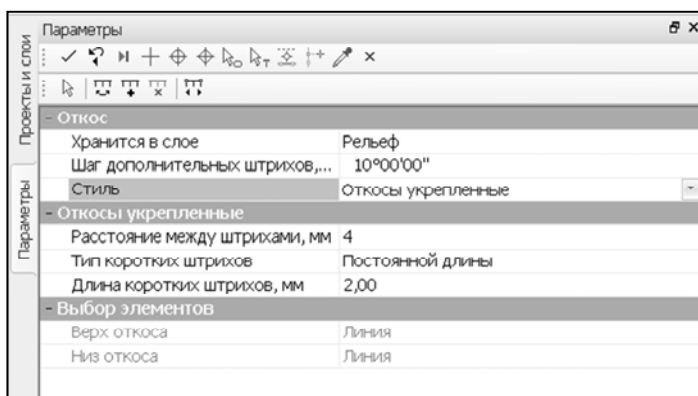 Параметры
Проекты и слои
Параметры
- Откос
Хранится в слое Рельеф
Шаг дополнительных штрихов,... 10°00'00"
Стиль Откосы укрепленные
- Откосы укрепленные
Расстояние между штрихами, мм 4
Тип коротких штрихов Постоянной длины
Длина коротких штрихов, мм 2,00
- Выбор элементов
Верх откоса Линия
Низ откоса Линия